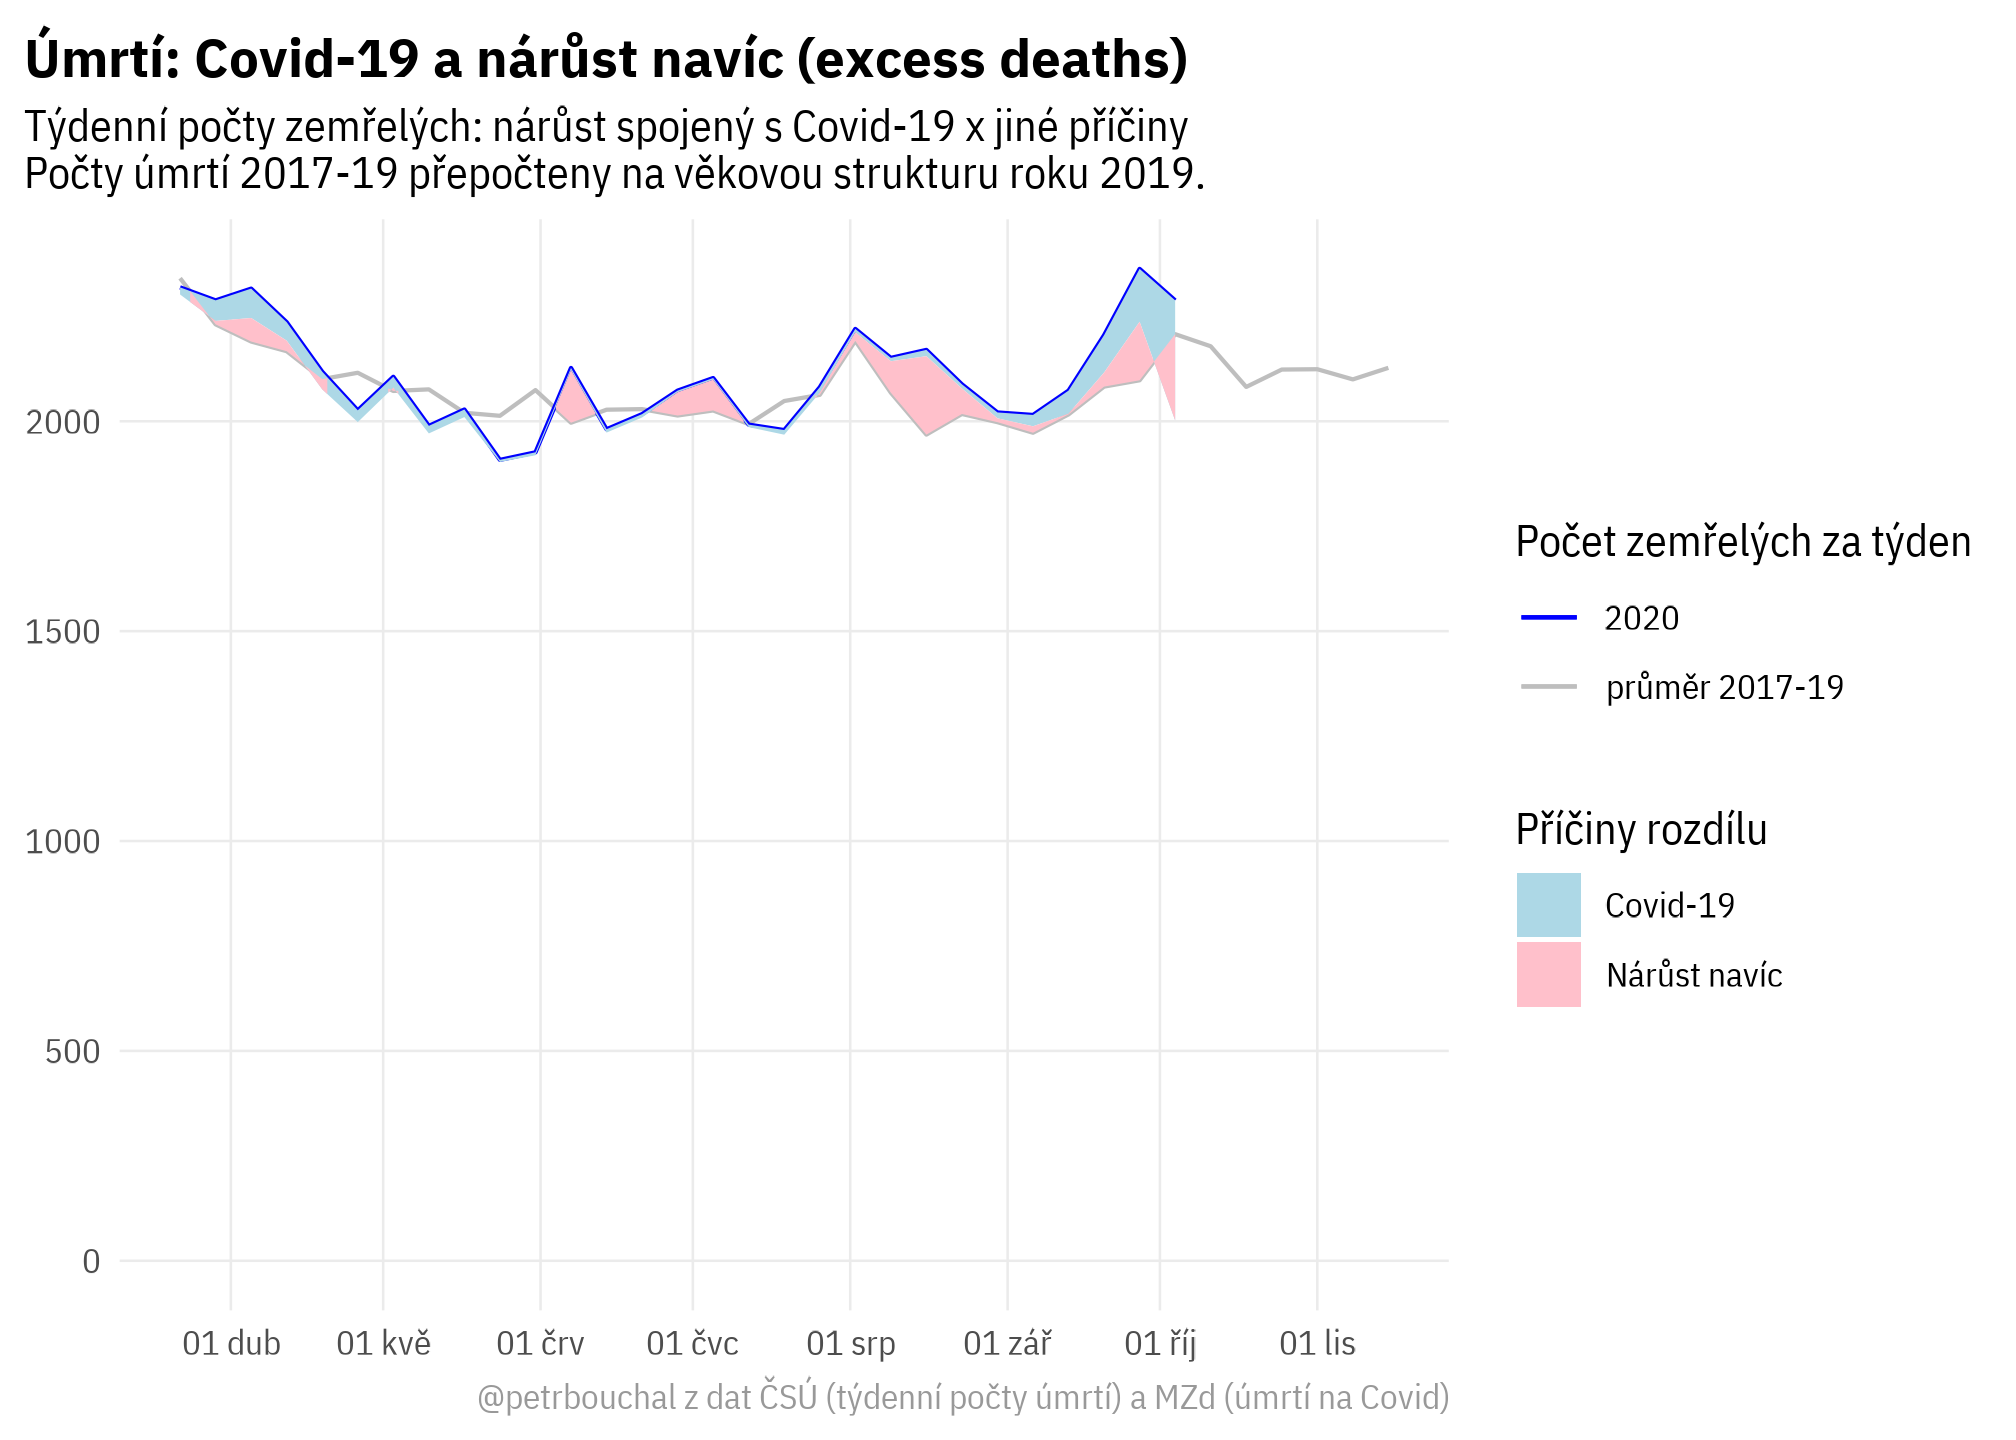 Úmrtí: Covid-19 a nárůst navíc (excess deaths)
Týdenní počty zemřelých: nárůst spojený s Covid-19 x jiné příčiny
Počty úmrtí 2017-19 přepočteny na věkovou strukturu roku 2019.
2000
1500
1000
500
0
01 dub
01 kvě
01 črv
01 čvc
01 srp
01 zář
01 říj
01 lis
Počet zemřelých za týden
2020
průměr 2017-19
Příčiny rozdílu
Covid-19
Nárůst navíc
@petrbouchal z dat ČSÚ (týdenní počty úmrtí) a MZd (úmrtí na Covid)